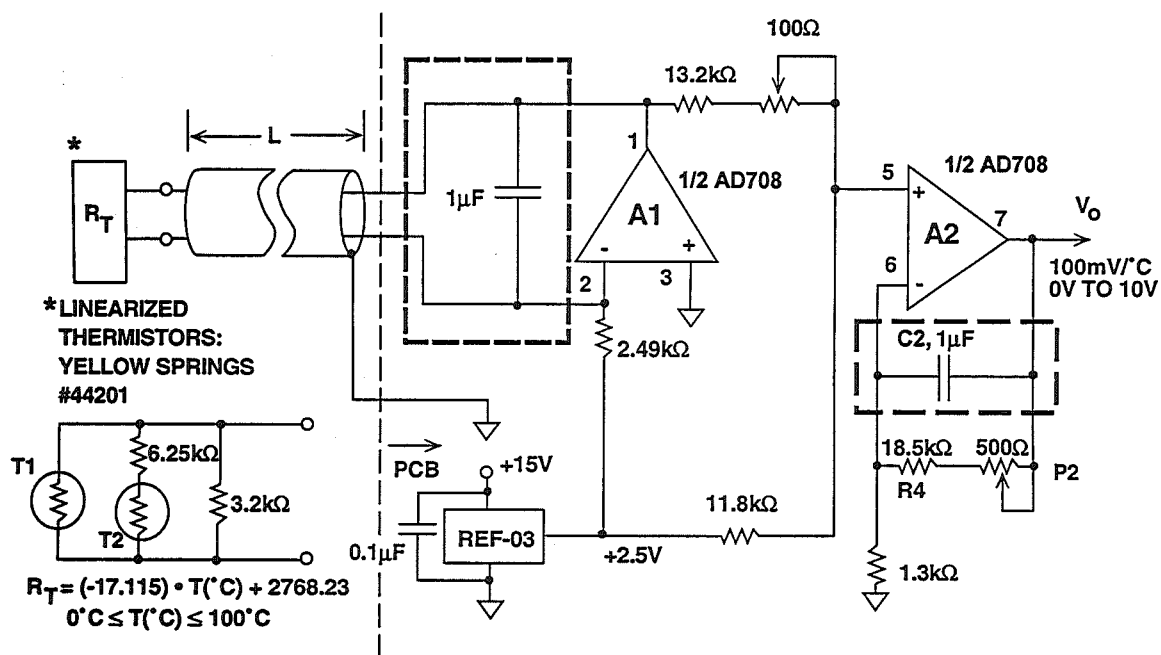 100Ω
13.2kΩ
L
*
R_T
1µF
1
1/2 AD708
A1
-
+
2
3
5
1/2 AD708
+
A2
7
V_O
6
-
100mV/˚C
0V TO 10V
*LINEARIZED
THERMISTORS:
YELLOW SPRINGS
#44201
2.49kΩ
C2, 1µF
T1
6.25kΩ
T2
3.2kΩ
PCB
+15V
0.1µF
REF-03
+2.5V
11.8kΩ
18.5kΩ
R4
500Ω
P2
1.3kΩ
R_T = (-17.115) • T(˚C) + 2768.23
0˚C ≤ T(˚C) ≤ 100˚C